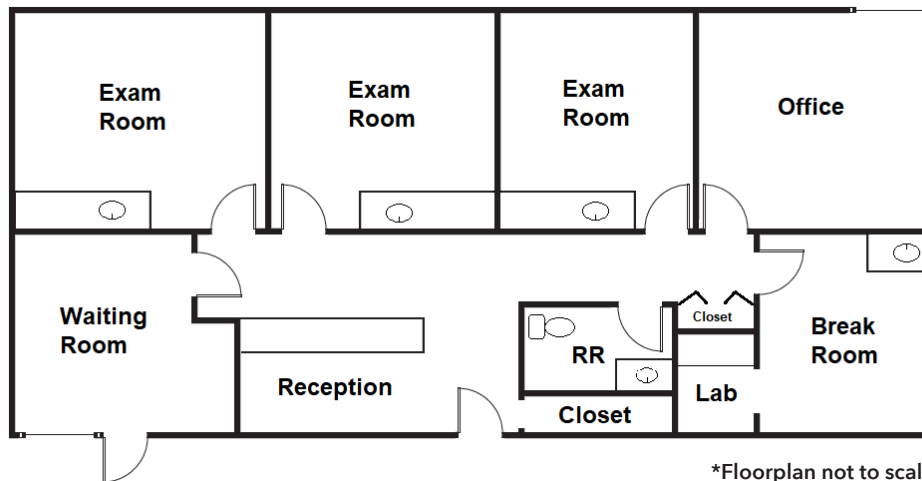 Exam
Room
Exam
Room
Exam
Room
Office
Waiting
Room
Reception
RR
Closet
Closet
Lab
Break
Room
*Floorplan not to scal